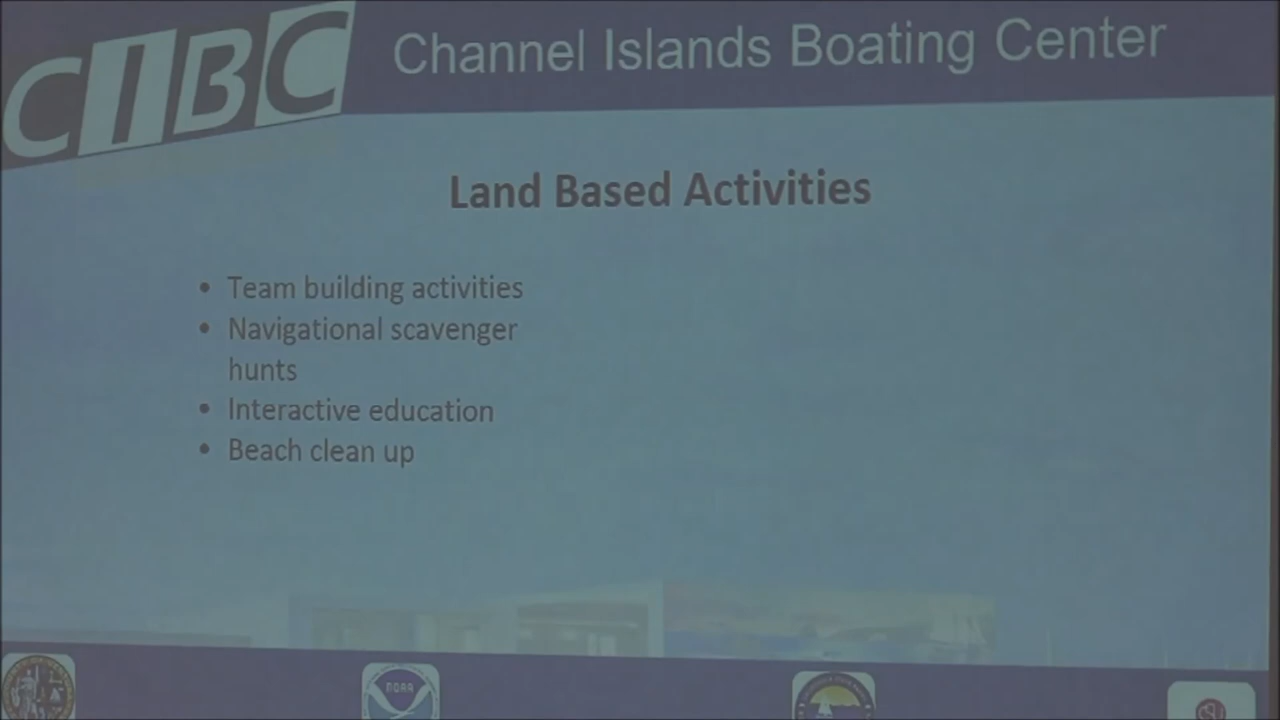 CIBC
Channel Islands Boating Center
Land Based Activities
• Team building activities
• Navigational scavenger
hunts
• Interactive education
• Beach clean up
NOAA